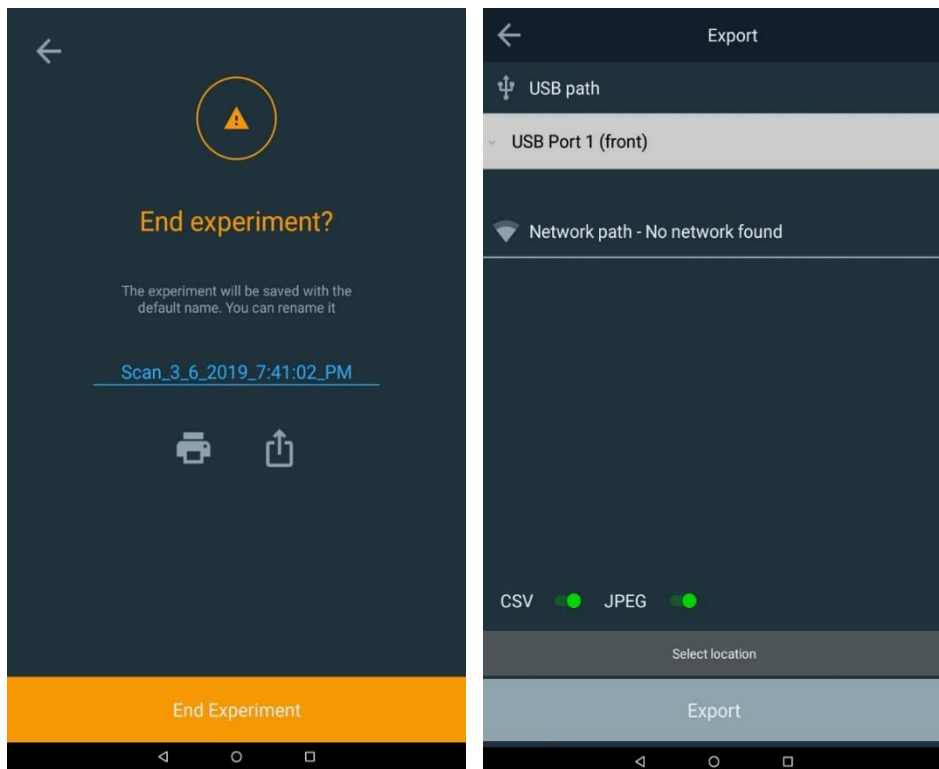 End experiment?
The experiment will be saved with the
default name. You can rename it
Scan_3_6_2019_7:41:02_PM
End Experiment
Export
USB path
USB Port 1 (front)
Network path - No network found
CSV JPEG
Select location
Export